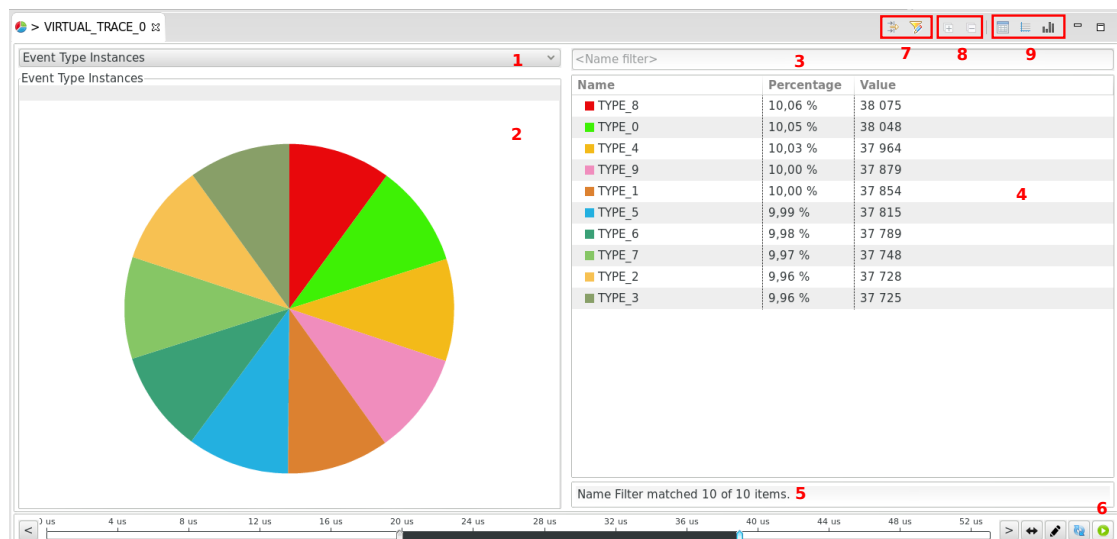 > VIRTUAL_TRACE_0
7 8 9
Event Type Instances 1
<Name filter> 3
Event Type Instances
2
Name Percentage Value
TYPE_8 10,06 % 38 075
TYPE_0 10,05 % 38 048
TYPE_4 10,03 % 37 964
TYPE_9 10,00 % 37 879
TYPE_1 10,00 % 37 854
4
TYPE_5 9,99 % 37 815
TYPE_6 9,98 % 37 789
TYPE_7 9,97 % 37 748
TYPE_2 9,96 % 37 728
TYPE_3 9,96 % 37 725
Name Filter matched 10 of 10 items. 5
6
us 4 us 8 us 12 us 16 us 20 us 24 us 28 us 32 us 36 us 40 us 44 us 48 us 52 us
< >